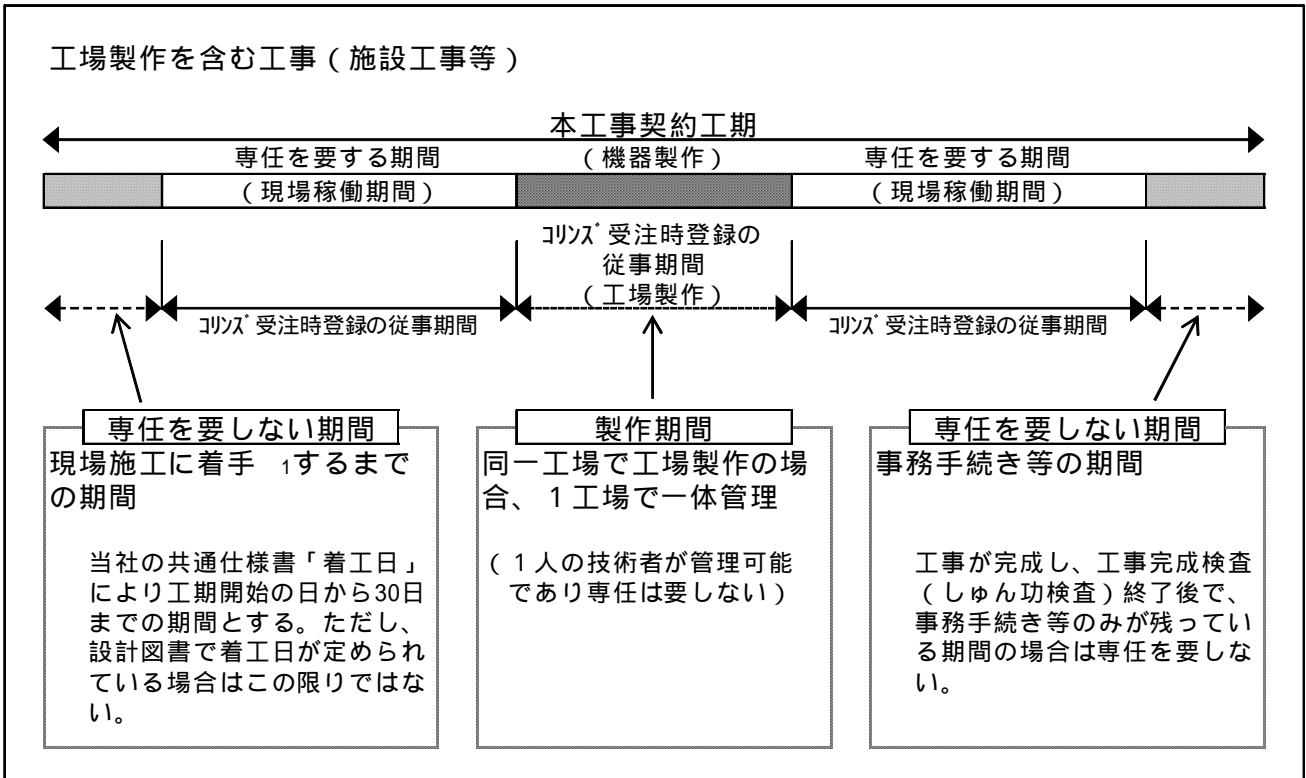 工場製作を含む工事（施設工事等）
本工事契約工期
専任を要する期間
（機器製作）
専任を要する期間
（現場稼働期間）
（現場稼働期間）
ｺﾘﾝｽﾞ受注時登録の
従事期間
（工場製作）
ｺﾘﾝｽﾞ受注時登録の従事期間
ｺﾘﾝｽﾞ受注時登録の従事期間
専任を要しない期間
現場施工に着手 1するまで
の期間
当社の共通仕様書「着工日」
により工期開始の日から30日
までの期間とする。ただし、
設計図書で着工日が定められ
ている場合はこの限りではな
い。
製作期間
同一工場で工場製作の場
合、１工場で一体管理
（１人の技術者が管理可能
であり専任は要しない）
専任を要しない期間
事務手続き等の期間
工事が完成し、工事完成検査
（しゅん功検査）終了後で、
事務手続き等のみが残ってい
る期間の場合は専任を要しな
い。